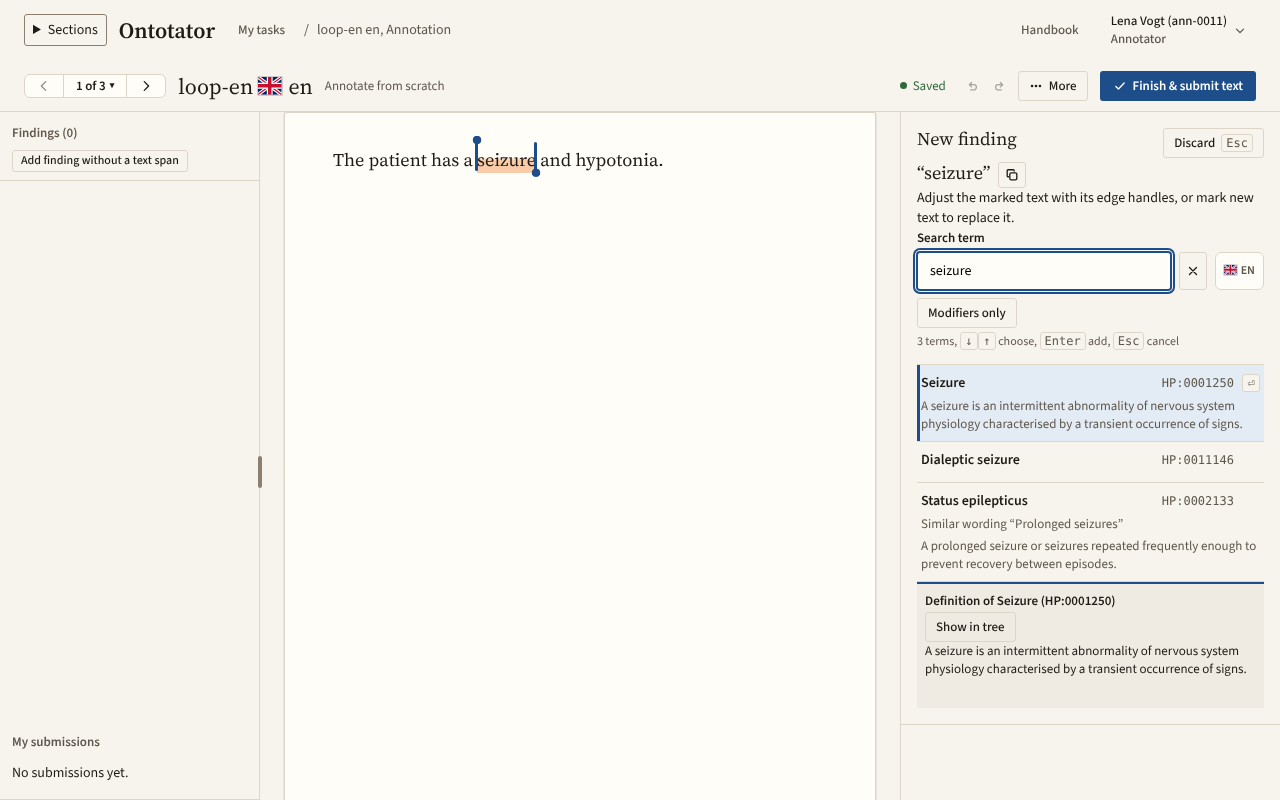 Sections
Ontotator
My tasks
/ loop-en en, Annotation
Handbook
Lena Vogt (ann-0011)
Annotator
1 of 3
loop-en en
Annotate from scratch
Saved
More
Finish & submit text
Findings (0)
Add finding without a text span
The patient has a seizure and hypotonia.
My submissions
No submissions yet.
New finding
Discard Esc
“seizure”
Adjust the marked text with its edge handles, or mark new
text to replace it.
Search term
seizure
EN
Modifiers only
3 terms, ↓ ↑ choose, Enter add, Esc cancel
Seizure HP:0001250
A seizure is an intermittent abnormality of nervous system
physiology characterised by a transient occurrence of signs.
Dialeptic seizure HP:0011146
Status epilepticus HP:0002133
Similar wording “Prolonged seizures”
A prolonged seizure or seizures repeated frequently enough to
prevent recovery between episodes.
Definition of Seizure (HP:0001250)
Show in tree
A seizure is an intermittent abnormality of nervous system
physiology characterised by a transient occurrence of signs.